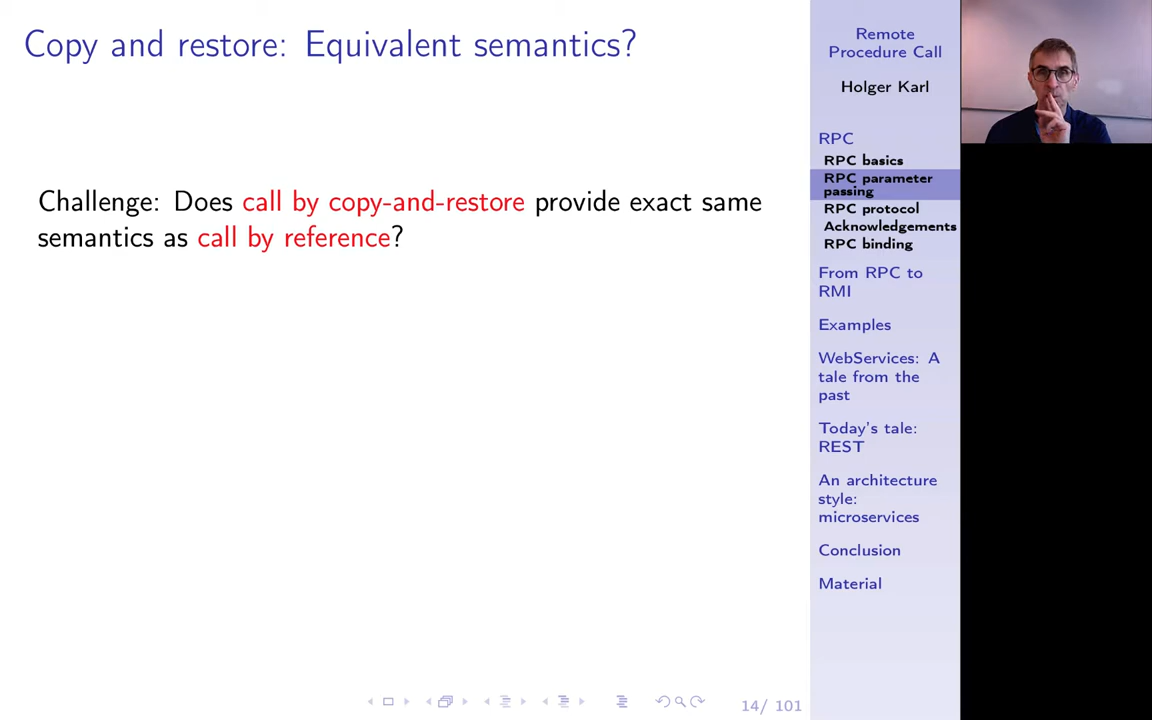 Copy and restore: Equivalent semantics?
Challenge: Does call by copy-and-restore provide exact same
semantics as call by reference?
Remote
Procedure Call
Holger Karl
RPC
RPC basics
RPC parameter
passing
RPC protocol
Acknowledgements
RPC binding
From RPC to
RMI
Examples
WebServices: A
tale from the
past
Today's tale:
REST
An architecture
style:
microservices
Conclusion
Material
14/ 101